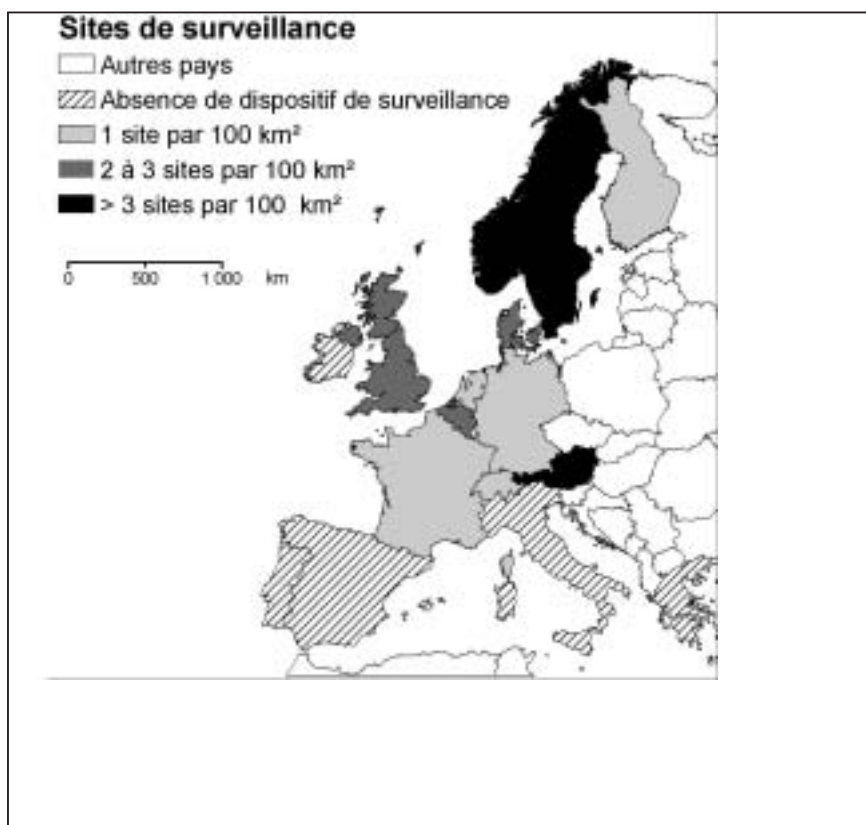 Sites de surveillance
Autres pays
Absence de dispositif de surveillance
1 site par 100 km²
2 à 3 sites par 100 km²
> 3 sites par 100 km²
0 500 1 000 km